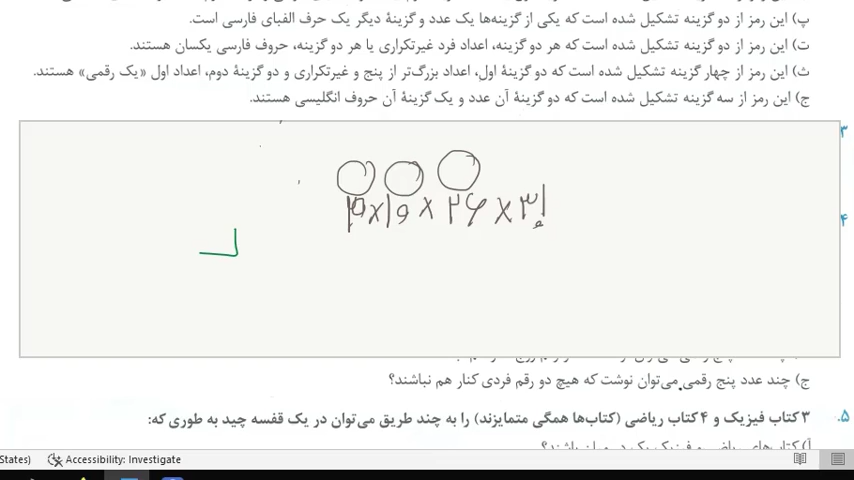 پ) این رمز از دو گزینه تشکیل شده است که یکی از گزینه‌ها یک عدد و گزینهٔ دیگر یک حرف الفبای فارسی است.
ت) این رمز از دو گزینه تشکیل شده است که هر دو گزینه، اعداد فرد غیرتکراری یا هر دو گزینه، حروف فارسی یکسان هستند.
ث) این رمز از چهار گزینه تشکیل شده است که دو گزینهٔ اول، اعداد بزرگ‌تر از پنج و غیرتکراری و دو گزینهٔ دوم، اعداد اول «یک رقمی» هستند.
ج) این رمز از سه گزینه تشکیل شده است که دو گزینهٔ آن عدد و یک گزینهٔ آن حروف انگلیسی هستند.
۳
× ۲۶ × ۳!
۴
ج) چند عدد پنج رقمی می‌توان نوشت که هیچ دو رقم فردی کنار هم نباشند؟
۵. ۳ کتاب فیزیک و ۴ کتاب ریاضی (کتاب‌ها همگی متمایزند) را به چند طریق می‌توان در یک قفسه چید به طوری که:
States) Accessibility: Investigate